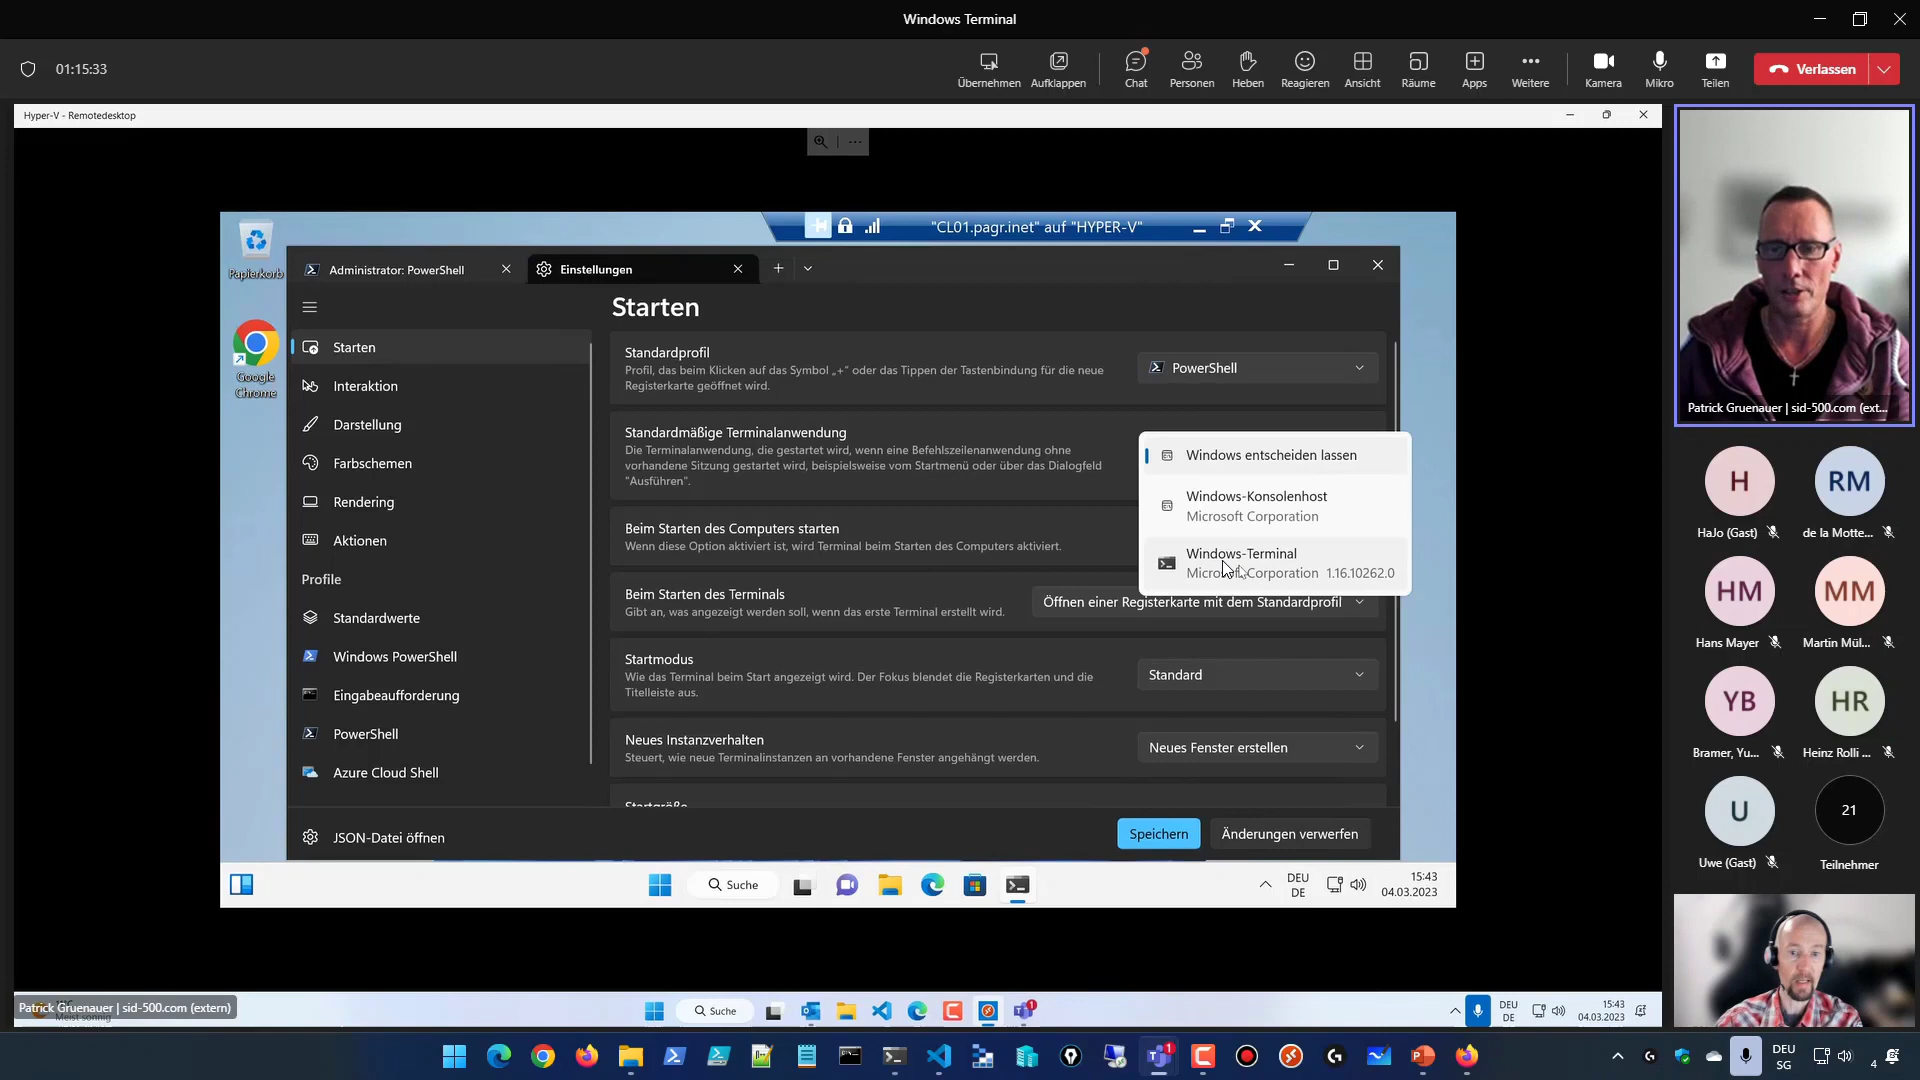 Windows Terminal
01:15:33
Übernehmen
Aufklappen
Chat
Personen
Heben
Reagieren
Ansicht
Räume
Apps
Weitere
Kamera
Mikro
Teilen
Verlassen
Hyper-V - Remotedesktop
"CL01.pagr.inet" auf "HYPER-V"
Papierkorb
Google
Chrome
Administrator: PowerShell
Einstellungen
Starten
Interaktion
Darstellung
Farbschemen
Rendering
Aktionen
Profile
Standardwerte
Windows PowerShell
Eingabeaufforderung
PowerShell
Azure Cloud Shell
JSON-Datei öffnen
Starten
Standardprofil
Profil, das beim Klicken auf das Symbol „+“ oder das Tippen der Tastenbindung für die neue
Registerkarte geöffnet wird.
PowerShell
Standardmäßige Terminalanwendung
Die Terminalanwendung, die gestartet wird, wenn eine Befehlszeilenanwendung ohne
vorhandene Sitzung gestartet wird, beispielsweise vom Startmenü oder über das Dialogfeld
"Ausführen".
Windows entscheiden lassen
Windows-Konsolenhost
Microsoft Corporation
Windows-Terminal
Microsoft Corporation 1.16.10262.0
Beim Starten des Computers starten
Wenn diese Option aktiviert ist, wird Terminal beim Starten des Computers aktiviert.
Beim Starten des Terminals
Gibt an, was angezeigt werden soll, wenn das erste Terminal erstellt wird.
Öffnen einer Registerkarte mit dem Standardprofil
Startmodus
Wie das Terminal beim Start angezeigt wird. Der Fokus blendet die Registerkarten und die
Titelleiste aus.
Standard
Neues Instanzverhalten
Steuert, wie neue Terminalinstanzen an vorhandene Fenster angehängt werden.
Neues Fenster erstellen
Startgröße
Speichern
Änderungen verwerfen
Suche
DEU
DE
15:43
04.03.2023
Patrick Gruenauer | sid-500.com (ext...
H
HaJo (Gast)
RM
de la Motte...
HM
Hans Mayer
MM
Martin Mül...
YB
Bramer, Yu...
HR
Heinz Rolli ...
U
Uwe (Gast)
21
Teilnehmer
Patrick Gruenauer | sid-500.com (extern)
Meist sonnig
Suche
1
DEU
DE
15:43
04.03.2023
1
DEU
SG
4